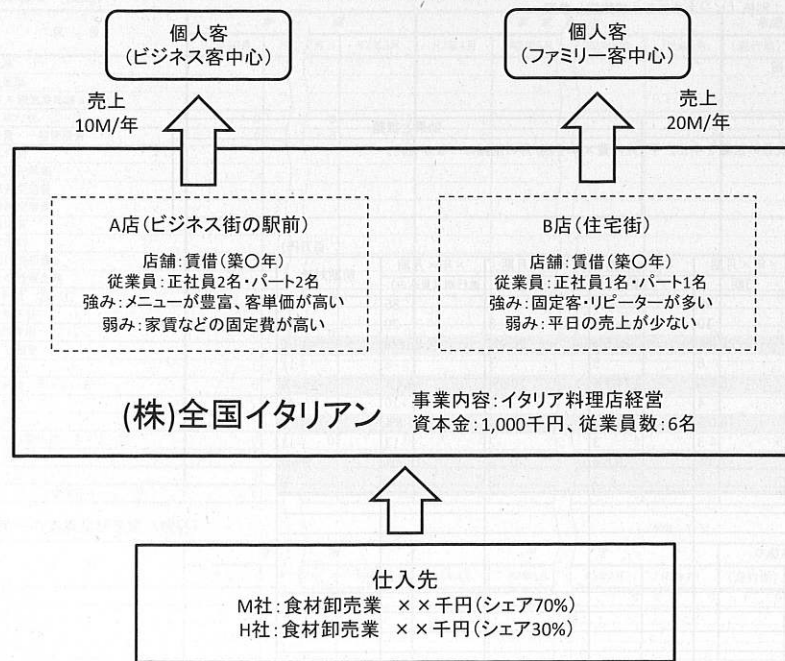 個人客
(ビジネス客中心)
個人客
(ファミリー客中心)
売上
10M/年
売上
20M/年
A店(ビジネス街の駅前)
店舗:賃借(築〇年)
従業員:正社員2名・パート2名
強み:メニューが豊富、客単価が高い
弱み:家賃などの固定費が高い
B店(住宅街)
店舗:賃借(築〇年)
従業員:正社員1名・パート1名
強み:固定客・リピーターが多い
弱み:平日の売上が少ない
(株)全国イタリアン
事業内容:イタリア料理店経営
資本金:1,000千円、従業員数:6名
仕入先
M社:食材卸売業 ××千円(シェア70%)
H社:食材卸売業 ××千円(シェア30%)